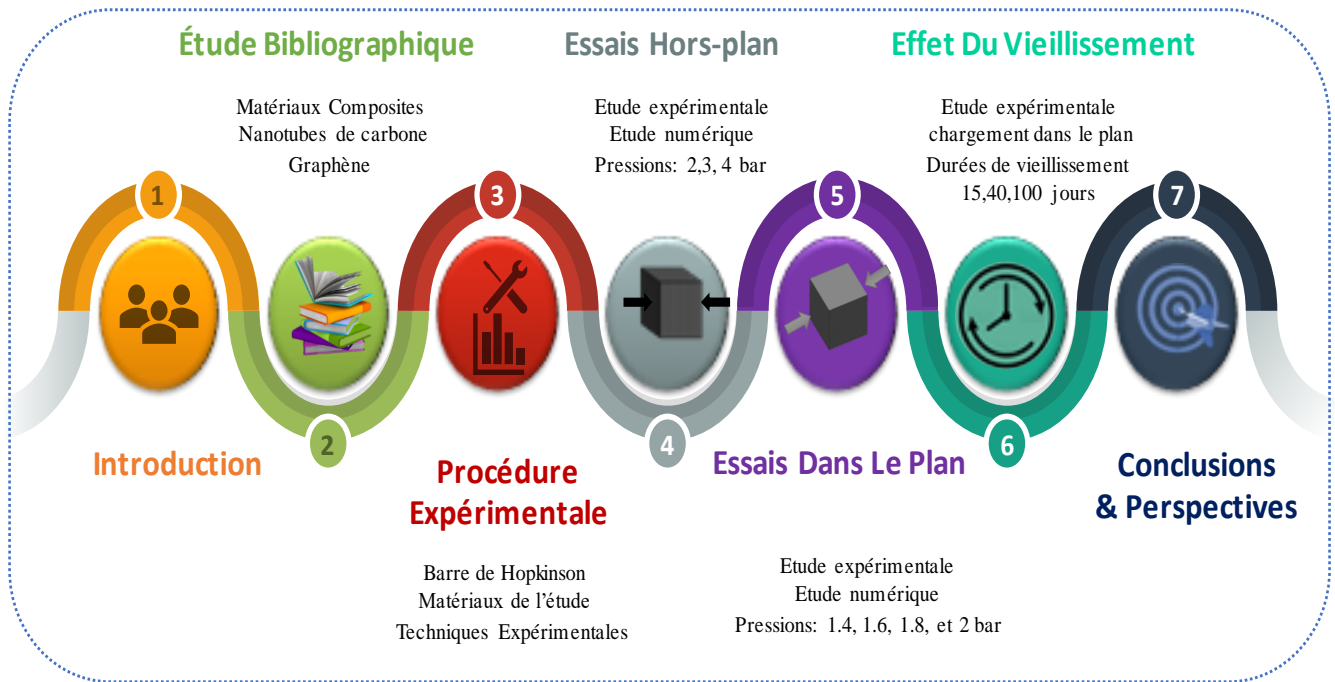 Étude Bibliographique
Matériaux Composites
Nanotubes de carbone
Graphène
Essais Hors-plan
Etude expérimentale
Etude numérique
Pressions: 2,3, 4 bar
Effet Du Vieillissement
Etude expérimentale
chargement dans le plan
Durées de vieillissement
15,40,100 jours
1
3
5
7
2
4
6
Introduction
Procédure
Expérimentale
Barre de Hopkinson
Matériaux de l'étude
Techniques Expérimentales
Essais Dans Le Plan
Etude expérimentale
Etude numérique
Pressions: 1.4, 1.6, 1.8, et 2 bar
Conclusions
& Perspectives